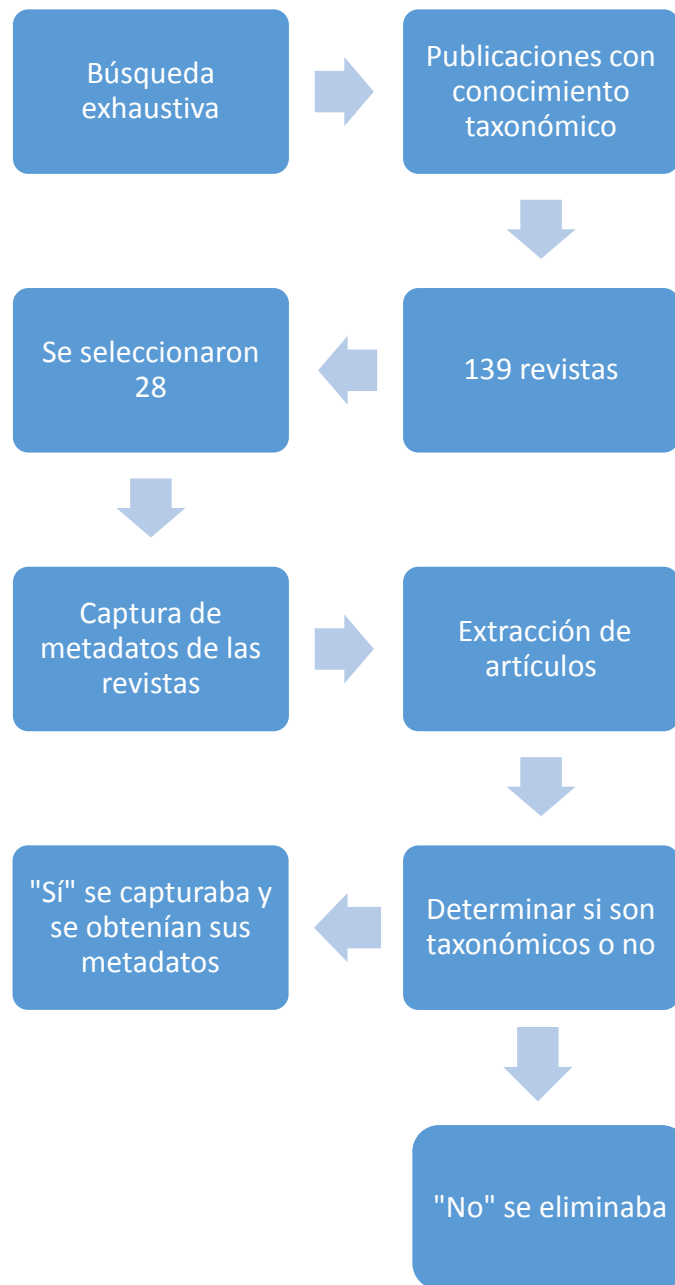 Búsqueda
exhaustiva
Publicaciones con
conocimiento
taxonómico
139 revistas
Se seleccionaron
28
Captura de
metadatos de las
revistas
Extracción de
artículos
Determinar si son
taxonómicos o no
"Sí" se capturaba y
se obtenían sus
metadatos
"No" se eliminaba